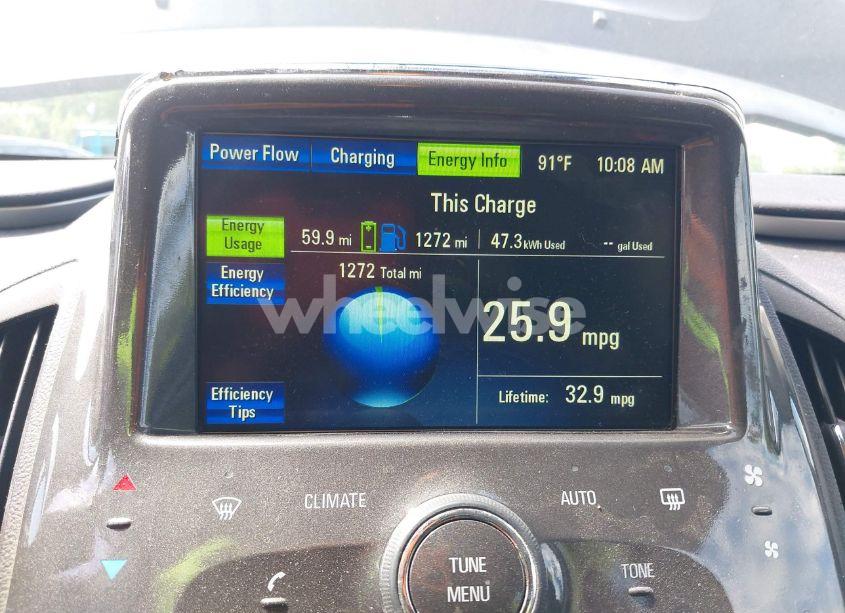 Power Flow Charging Energy Info 91°F 10:08 AM
This Charge
Energy Usage 59.9 mi 1272 mi 47.3 kWh Used -- gal Used
Energy Efficiency 1272 Total mi
wheelwise
25.9 mpg
Efficiency Tips Lifetime: 32.9 mpg
CLIMATE AUTO
TUNE TONE
MENU